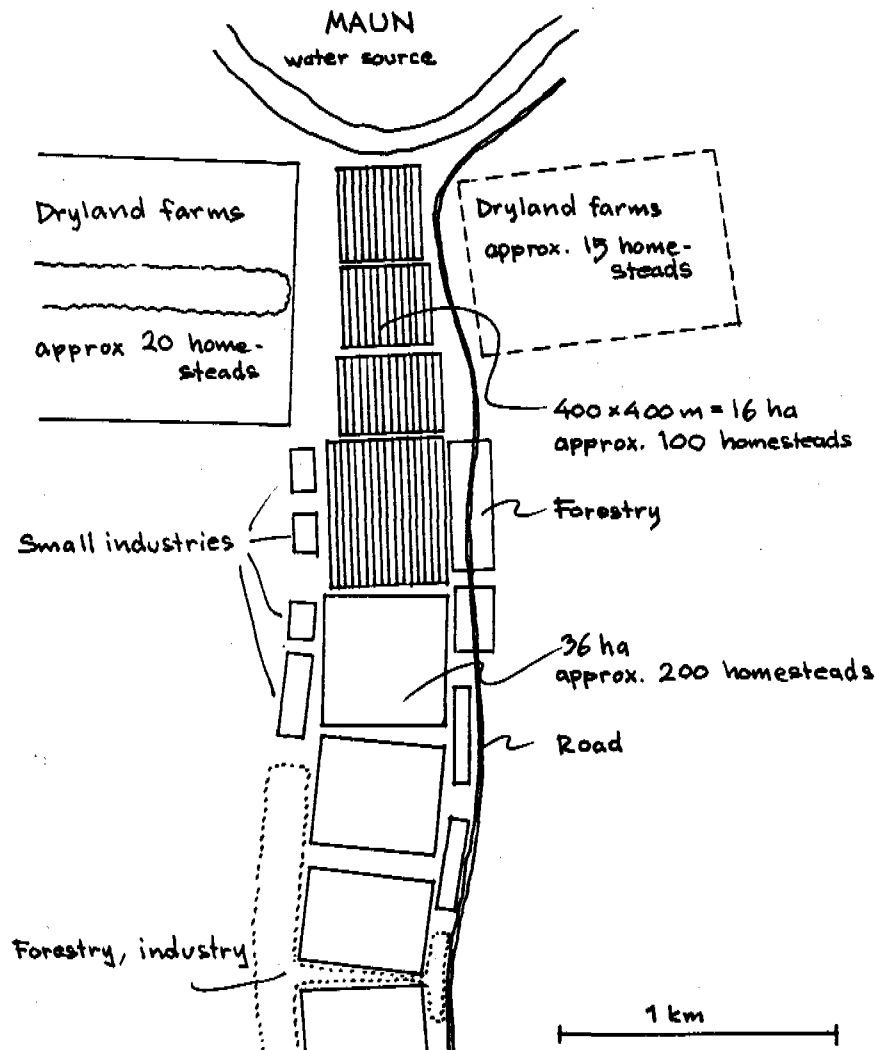 MAUN
water source
Dryland farms
approx 20 home-
steads
Dryland farms
approx. 15 home-
steads
400 x 400 m = 16 ha
approx. 100 homesteads
Forestry
Small industries
36 ha
approx. 200 homesteads
Road
Forestry, industry
1 km